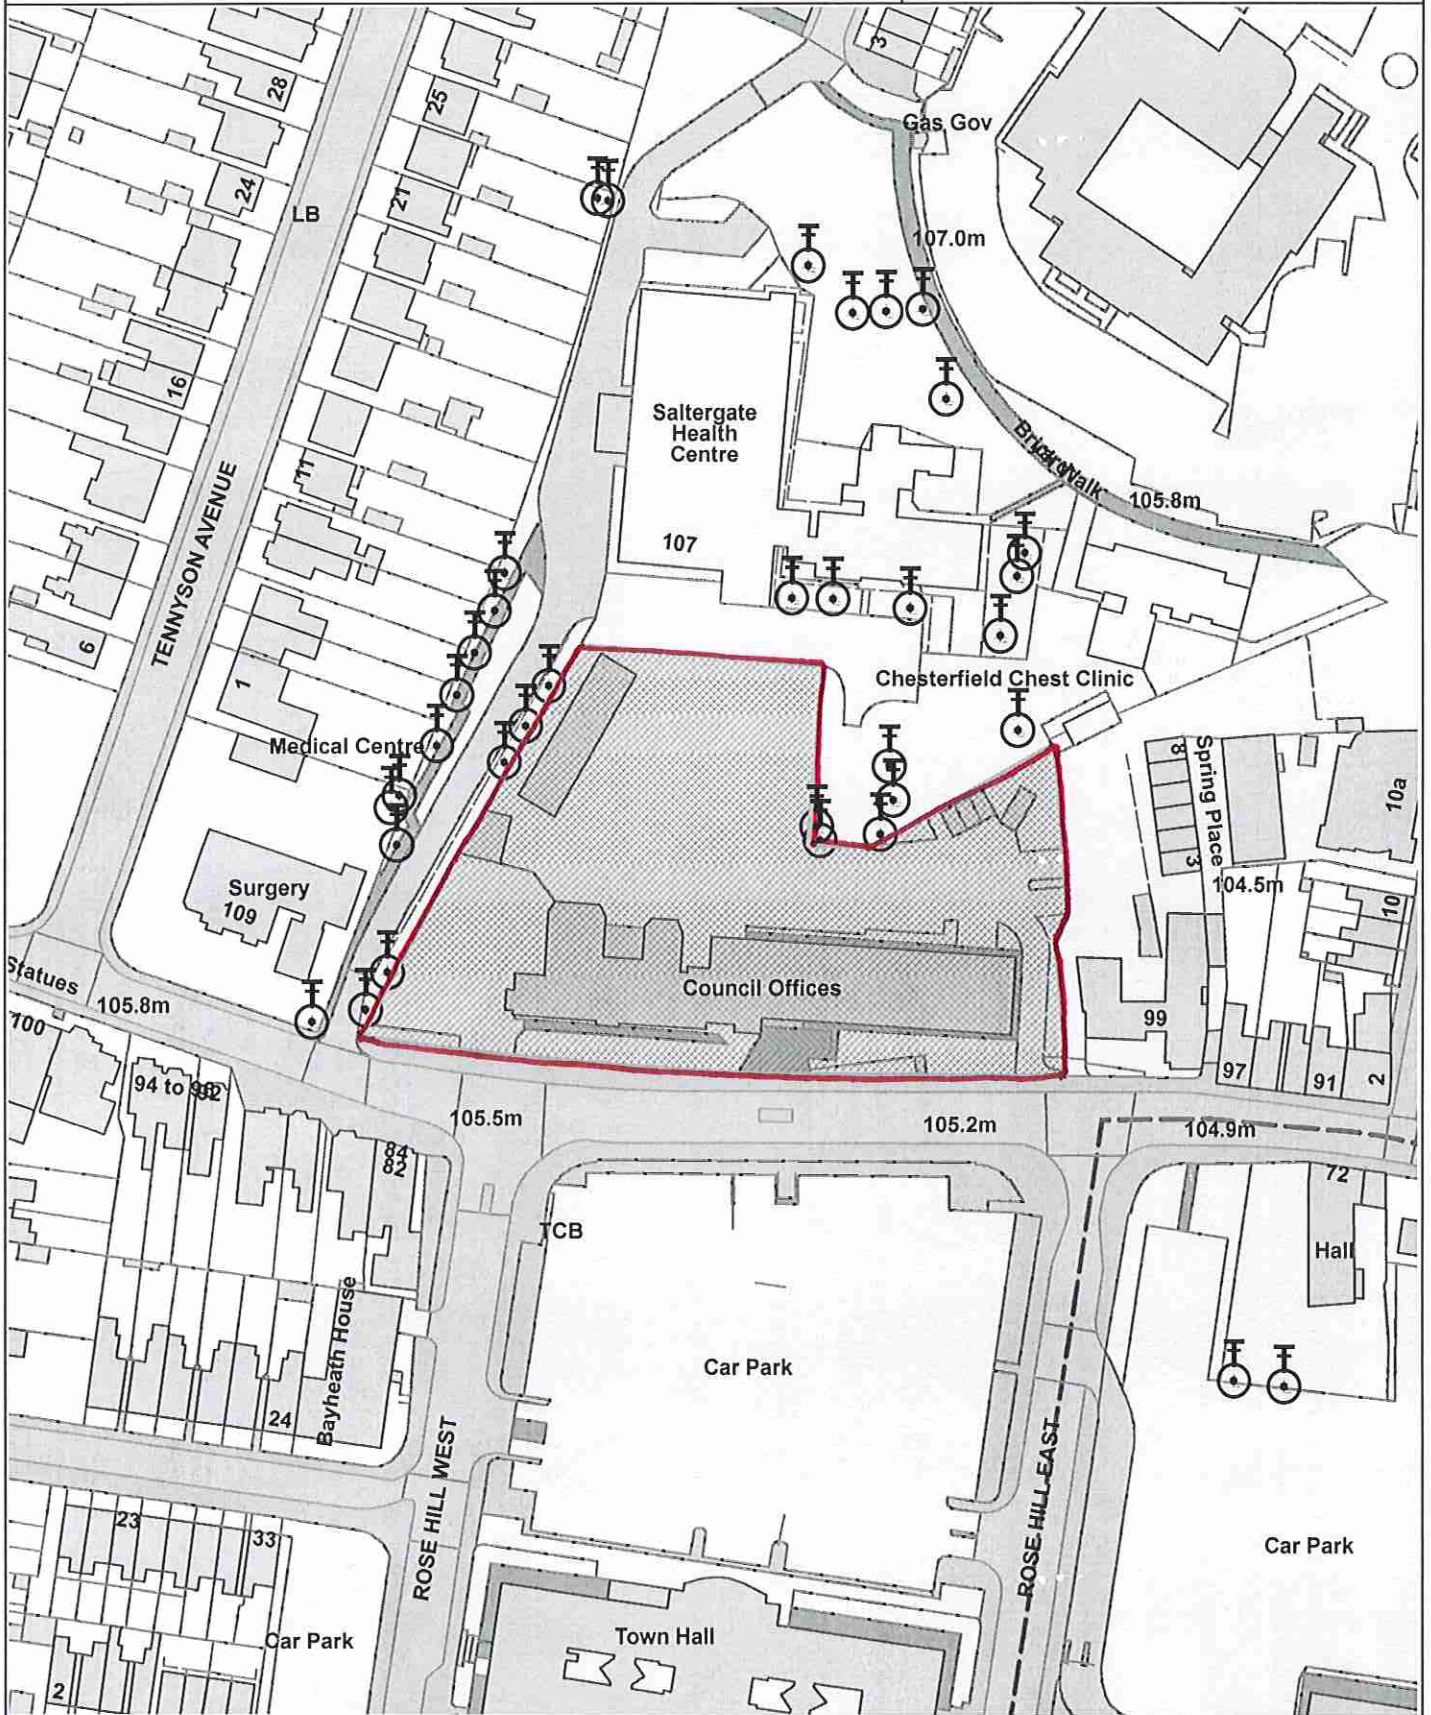 3
28
25
Gas Gov
24
21
LB
107.0m
16
Saltergate
Health
Centre
11
Brick Walk
105.8m
107
TENNYSON AVENUE
6
1
Chesterfield Chest Clinic
Medical Centre
8
Spring Place
3
10a
Surgery
109
104.5m
10
Statues
105.8m
Council Offices
100
99
94 to 96
92
97
91
2
105.5m
105.2m
104.9m
84
82
72
TCB
Hall
Bayheath House
Car Park
24
ROSE HILL WEST
ROSE HILL EAST
23
33
Car Park
Car Park
Town Hall
2